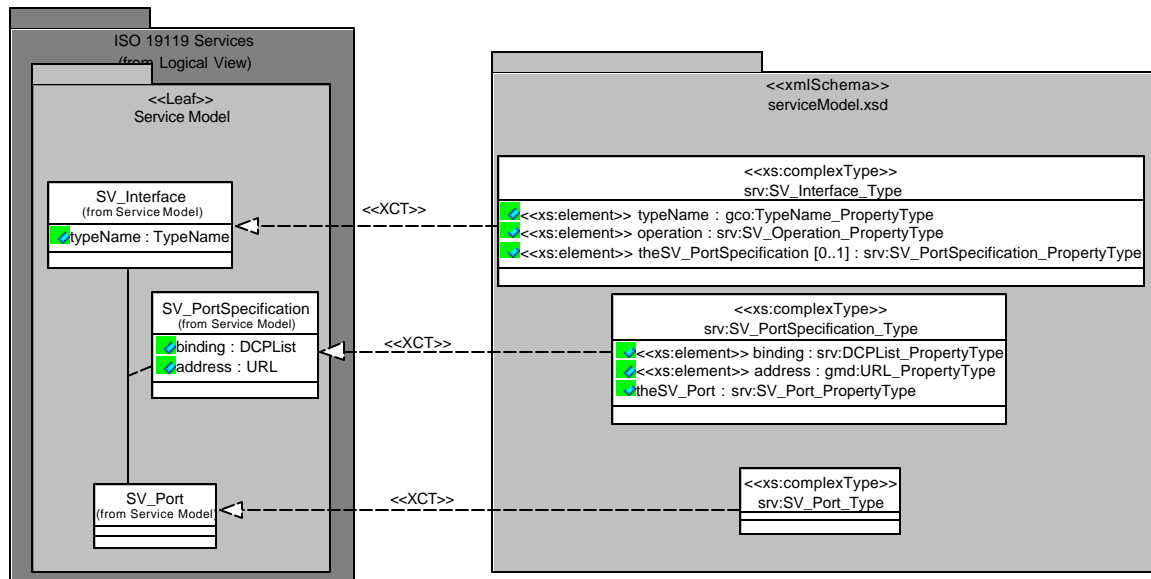 ISO 19119 Services
(from Logical View)
<<Leaf>>
Service Model
SV_Interface
(from Service Model)
typeName : TypeName
SV_PortSpecification
(from Service Model)
binding : DCPList
address : URL
SV_Port
(from Service Model)
<<XCT>>
<<XCT>>
<<XCT>>
<<xmlSchema>>
serviceModel.xsd
<<xs:complexType>>
srv:SV_Interface_Type
<<xs:element>> typeName : gco:TypeName_PropertyType
<<xs:element>> operation : srv:SV_Operation_PropertyType
<<xs:element>> theSV_PortSpecification [0..1] : srv:SV_PortSpecification_PropertyType
<<xs:complexType>>
srv:SV_PortSpecification_Type
<<xs:element>> binding : srv:DCPList_PropertyType
<<xs:element>> address : gmd:URL_PropertyType
theSV_Port : srv:SV_Port_PropertyType
<<xs:complexType>>
srv:SV_Port_Type